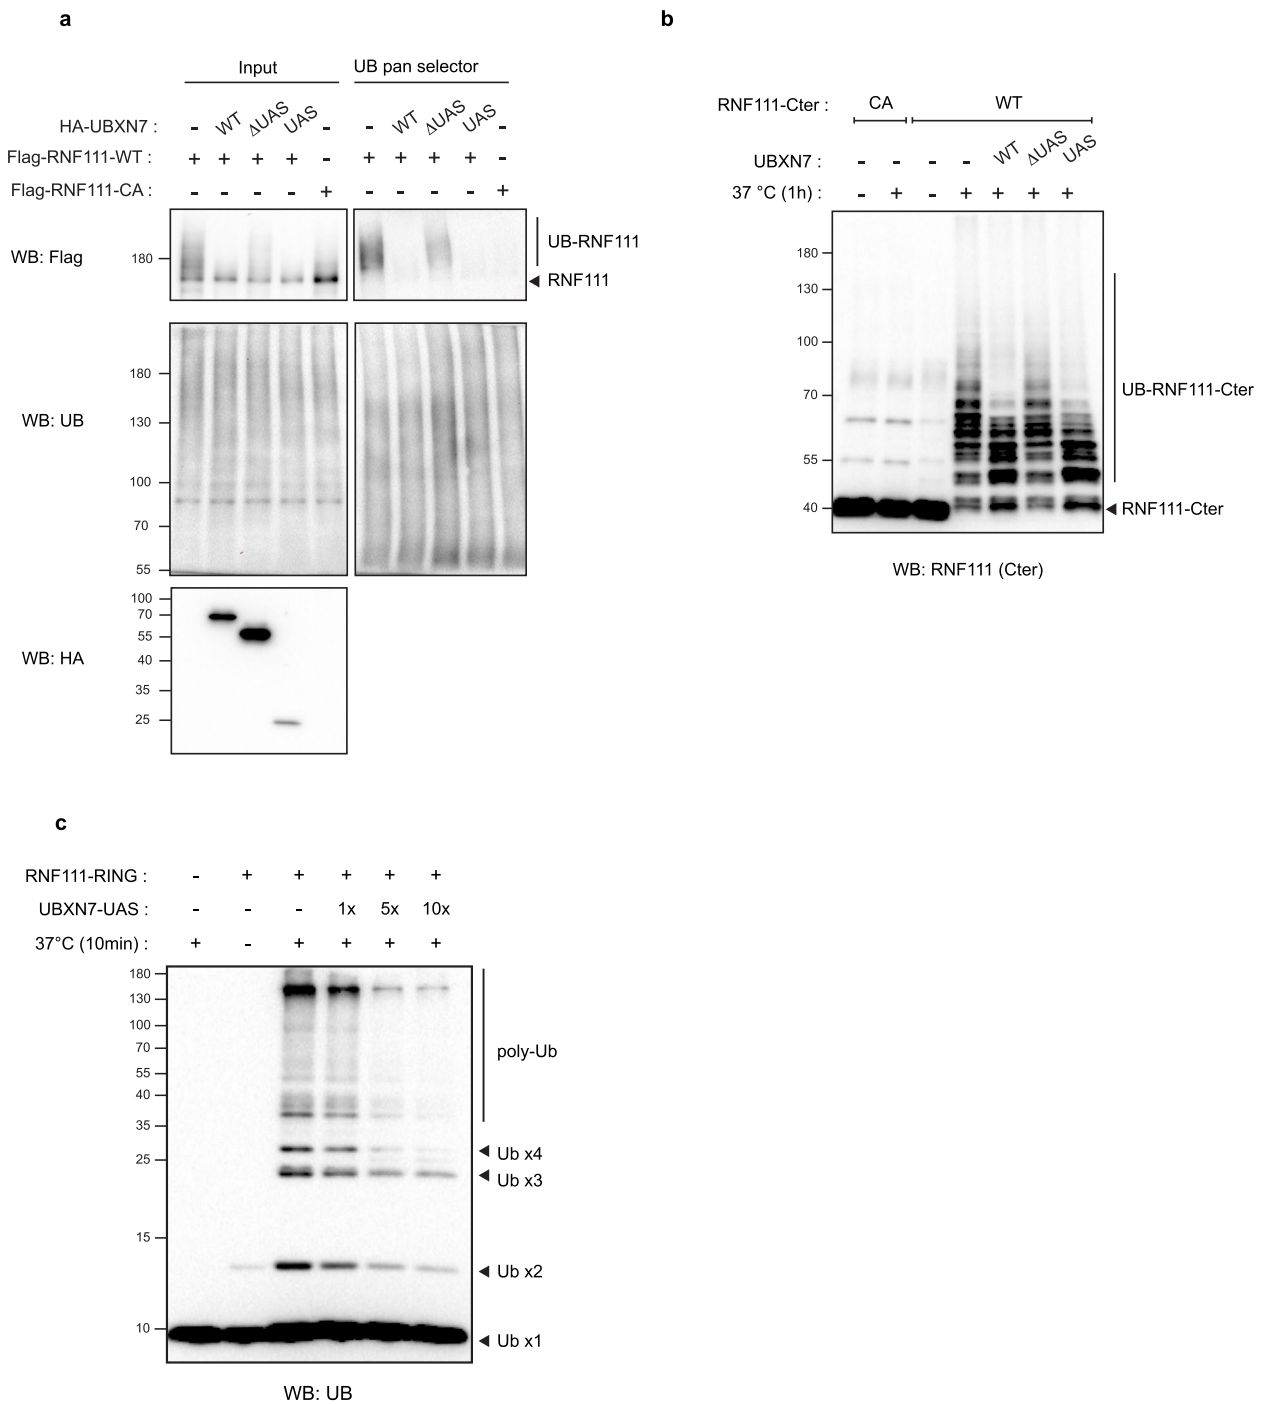 a
Input
UB pan selector
HA-UBXN7 : - WT ΔUAS UAS - - WT ΔUAS UAS -
Flag-RNF111-WT : + + + + - + + + + -
Flag-RNF111-CA : - - - - + - - - - +
WB: Flag
180
UB-RNF111
RNF111
WB: UB
180
130
100
70
55
WB: HA
100
70
55
40
35
25
b
RNF111-Cter : CA WT
UBXN7 : - - - - WT ΔUAS UAS
37 °C (1h) : - + - + + + +
180
130
100
70
55
40
UB-RNF111-Cter
RNF111-Cter
WB: RNF111 (Cter)
c
RNF111-RING : - + + + + +
UBXN7-UAS : - - - 1x 5x 10x
37°C (10min) : + - + + + +
180
130
100
70
55
40
35
25
15
10
poly-Ub
Ub x4
Ub x3
Ub x2
Ub x1
WB: UB